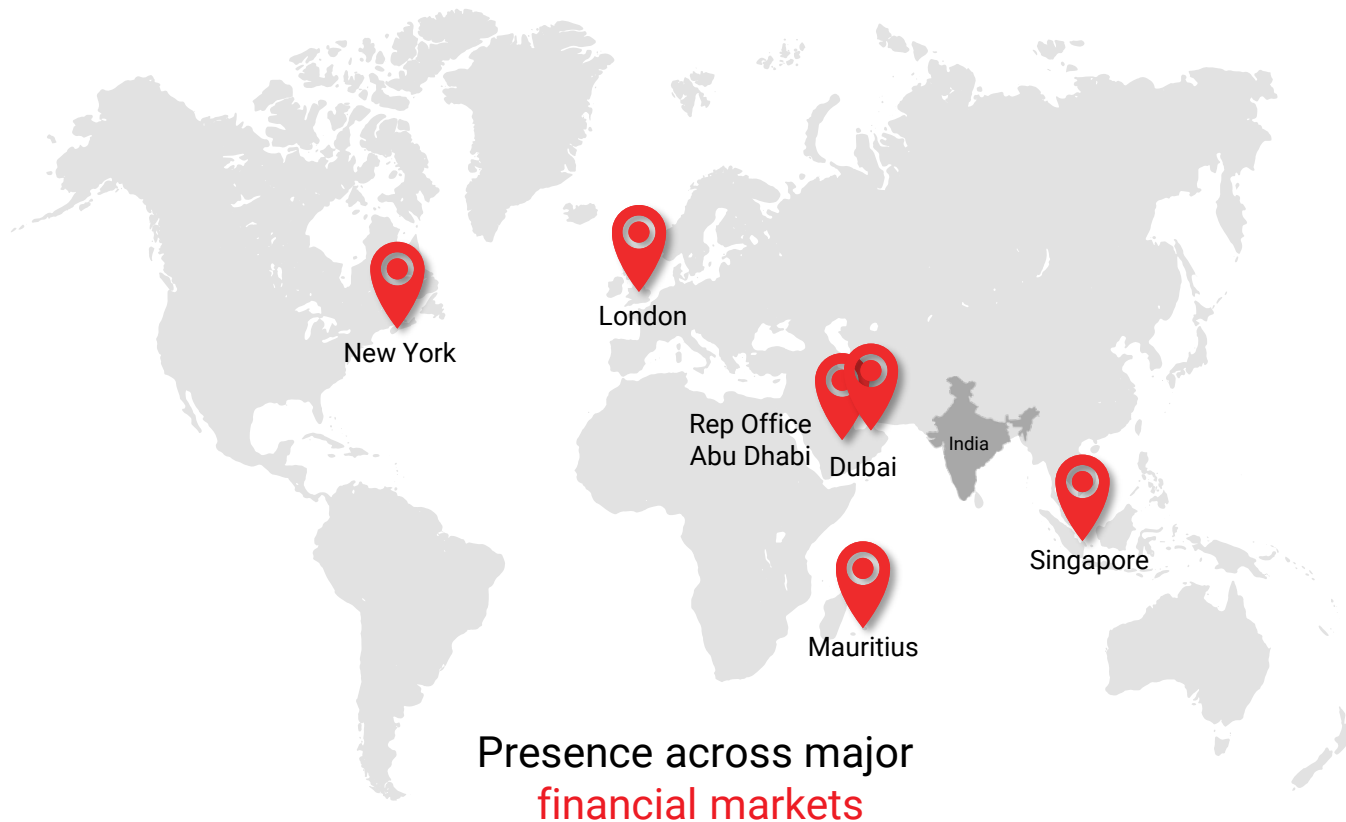 London
New York
Rep Office
Abu Dhabi
Dubai
India
Singapore
Mauritius
Presence across major
financial markets